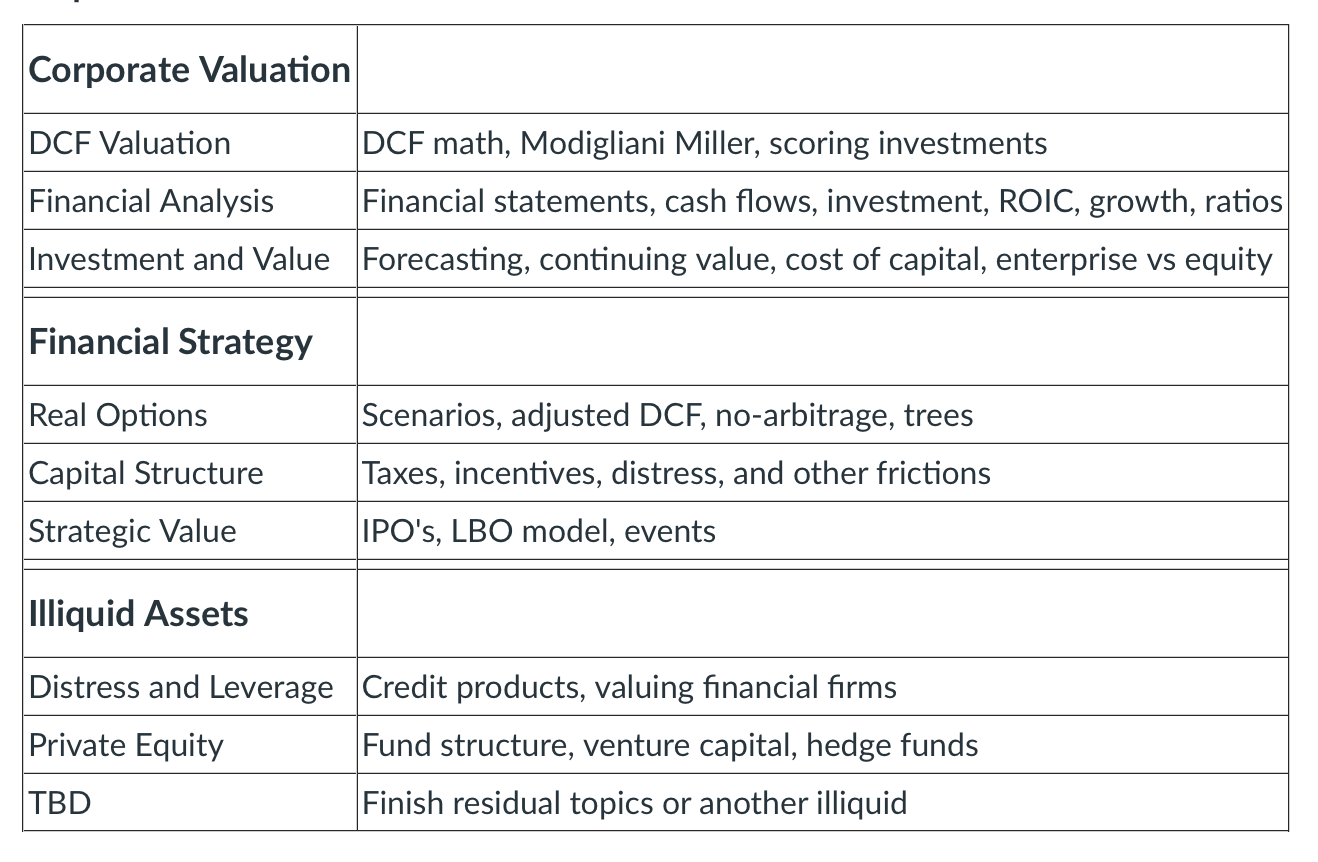 Corporate Valuation
DCF Valuation DCF math, Modigliani Miller, scoring investments
Financial Analysis Financial statements, cash flows, investment, ROIC, growth, ratios
Investment and Value Forecasting, continuing value, cost of capital, enterprise vs equity
Financial Strategy
Real Options Scenarios, adjusted DCF, no-arbitrage, trees
Capital Structure Taxes, incentives, distress, and other frictions
Strategic Value IPO's, LBO model, events
Illiquid Assets
Distress and Leverage Credit products, valuing financial firms
Private Equity Fund structure, venture capital, hedge funds
TBD Finish residual topics or another illiquid